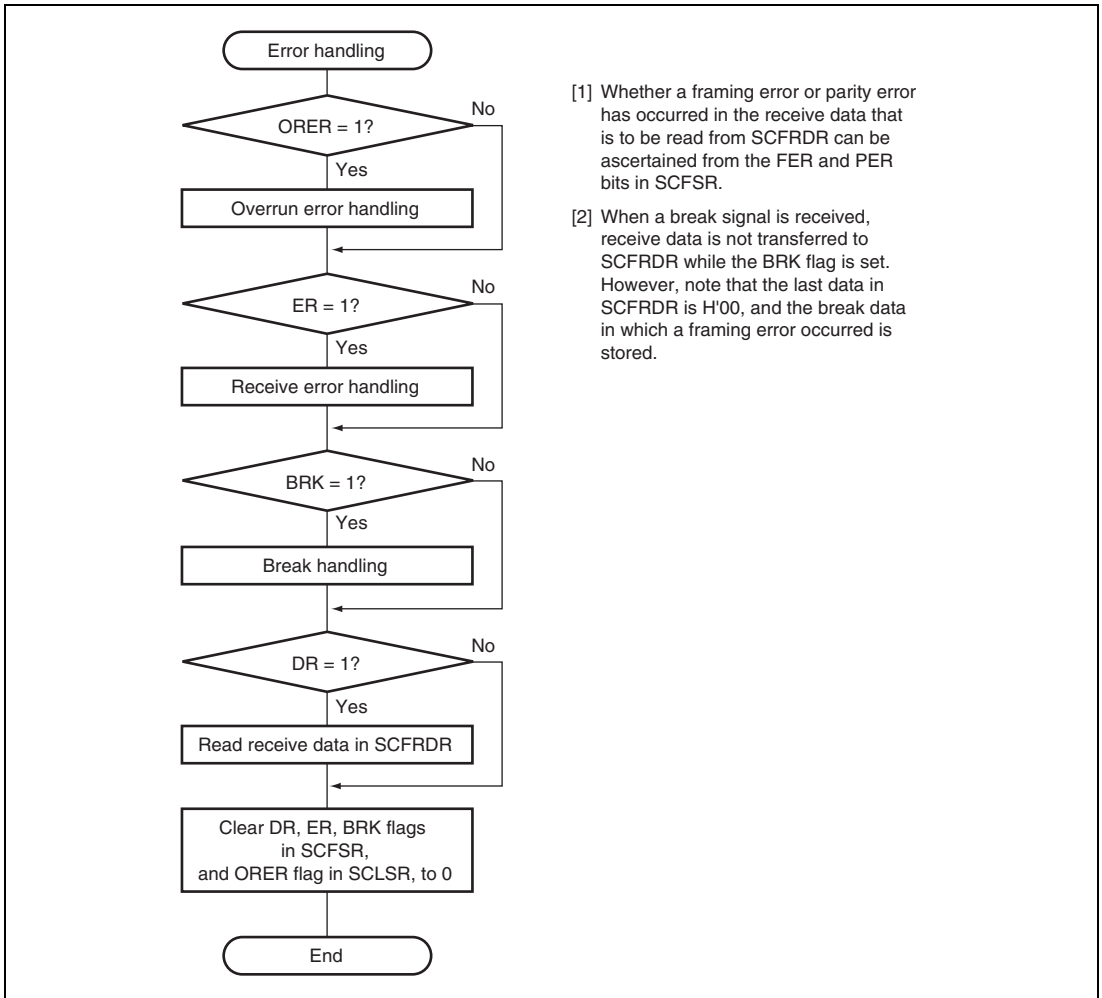 Error handling
ORER = 1?
No
Yes
Overrun error handling
ER = 1?
No
Yes
Receive error handling
BRK = 1?
No
Yes
Break handling
DR = 1?
No
Yes
Read receive data in SCFRDR
Clear DR, ER, BRK flags
in SCFSR,
and ORER flag in SCLSR, to 0
End
[1] Whether a framing error or parity error
has occurred in the receive data that
is to be read from SCFRDR can be
ascertained from the FER and PER
bits in SCFSR.
[2] When a break signal is received,
receive data is not transferred to
SCFRDR while the BRK flag is set.
However, note that the last data in
SCFRDR is H'00, and the break data
in which a framing error occurred is
stored.